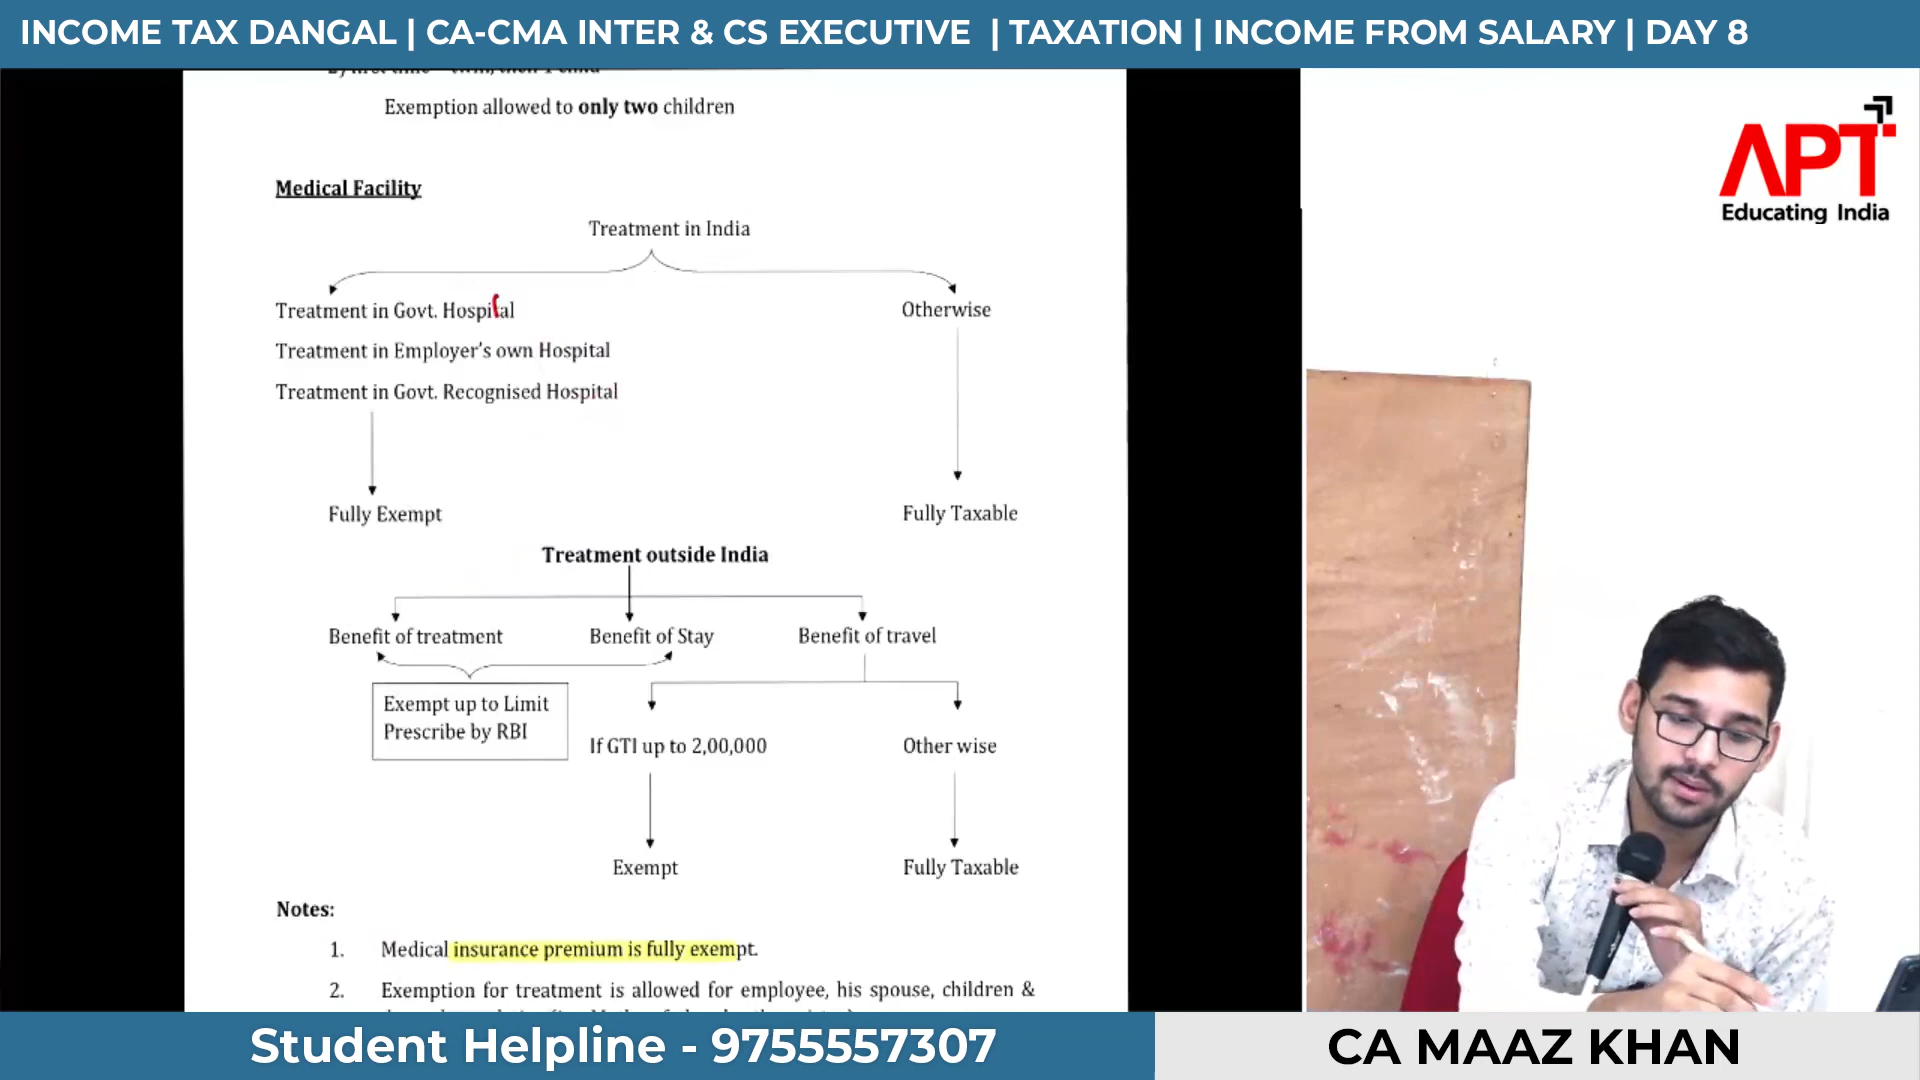 INCOME TAX DANGAL | CA-CMA INTER & CS EXECUTIVE | TAXATION | INCOME FROM SALARY | DAY 8
Exemption allowed to only two children
APT
Educating India
Medical Facility
Treatment in India
Treatment in Govt. Hospital
Otherwise
Treatment in Employer's own Hospital
Treatment in Govt. Recognised Hospital
Fully Exempt
Fully Taxable
Treatment outside India
Benefit of treatment
Benefit of Stay
Benefit of travel
Exempt up to Limit
Prescribe by RBI
If GTI up to 2,00,000
Other wise
Exempt
Fully Taxable
Notes:
1. Medical insurance premium is fully exempt.
2. Exemption for treatment is allowed for employee, his spouse, children &
Student Helpline - 9755557307
CA MAAZ KHAN